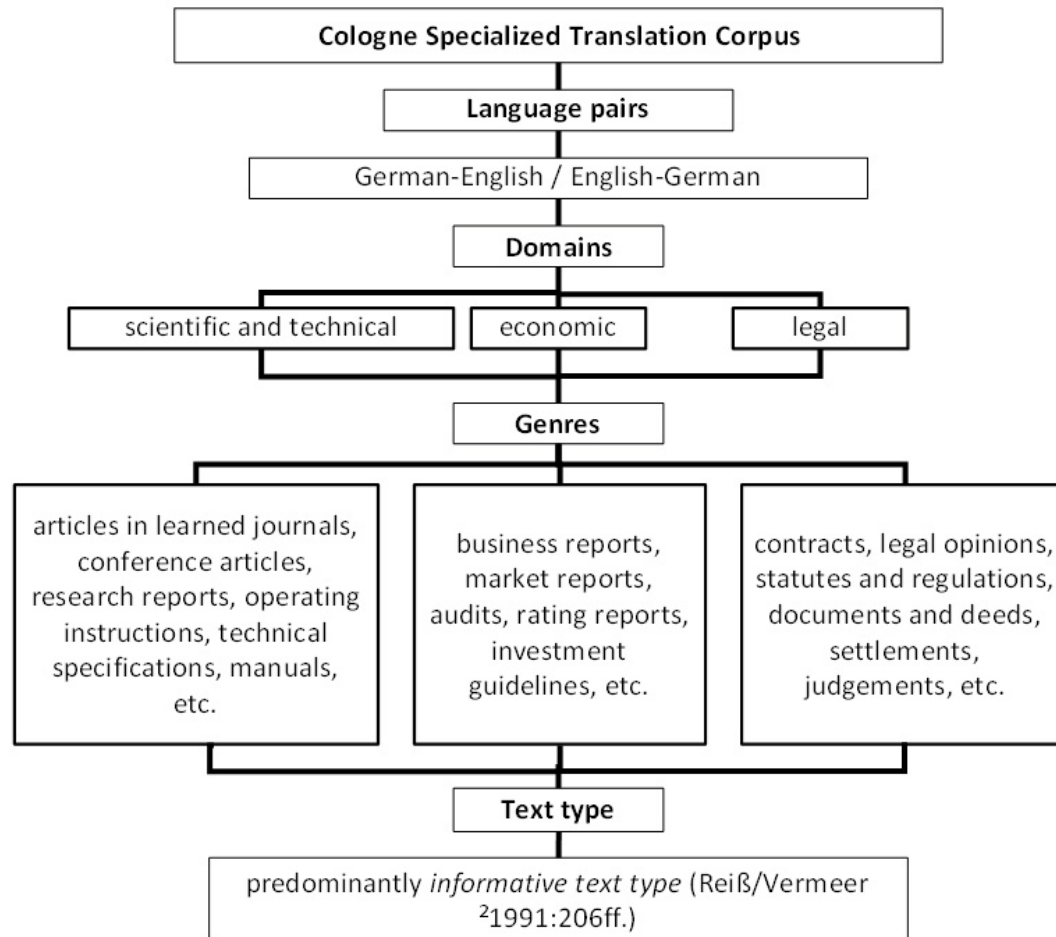 Cologne Specialized Translation Corpus
Language pairs
German-English / English-German
Domains
scientific and technical
economic
legal
Genres
articles in learned journals,
conference articles,
research reports, operating
instructions, technical
specifications, manuals,
etc.
business reports,
market reports,
audits, rating reports,
investment
guidelines, etc.
contracts, legal opinions,
statutes and regulations,
documents and deeds,
settlements,
judgements, etc.
Text type
predominantly informative text type (Reiß/Vermeer
²1991:206ff.)